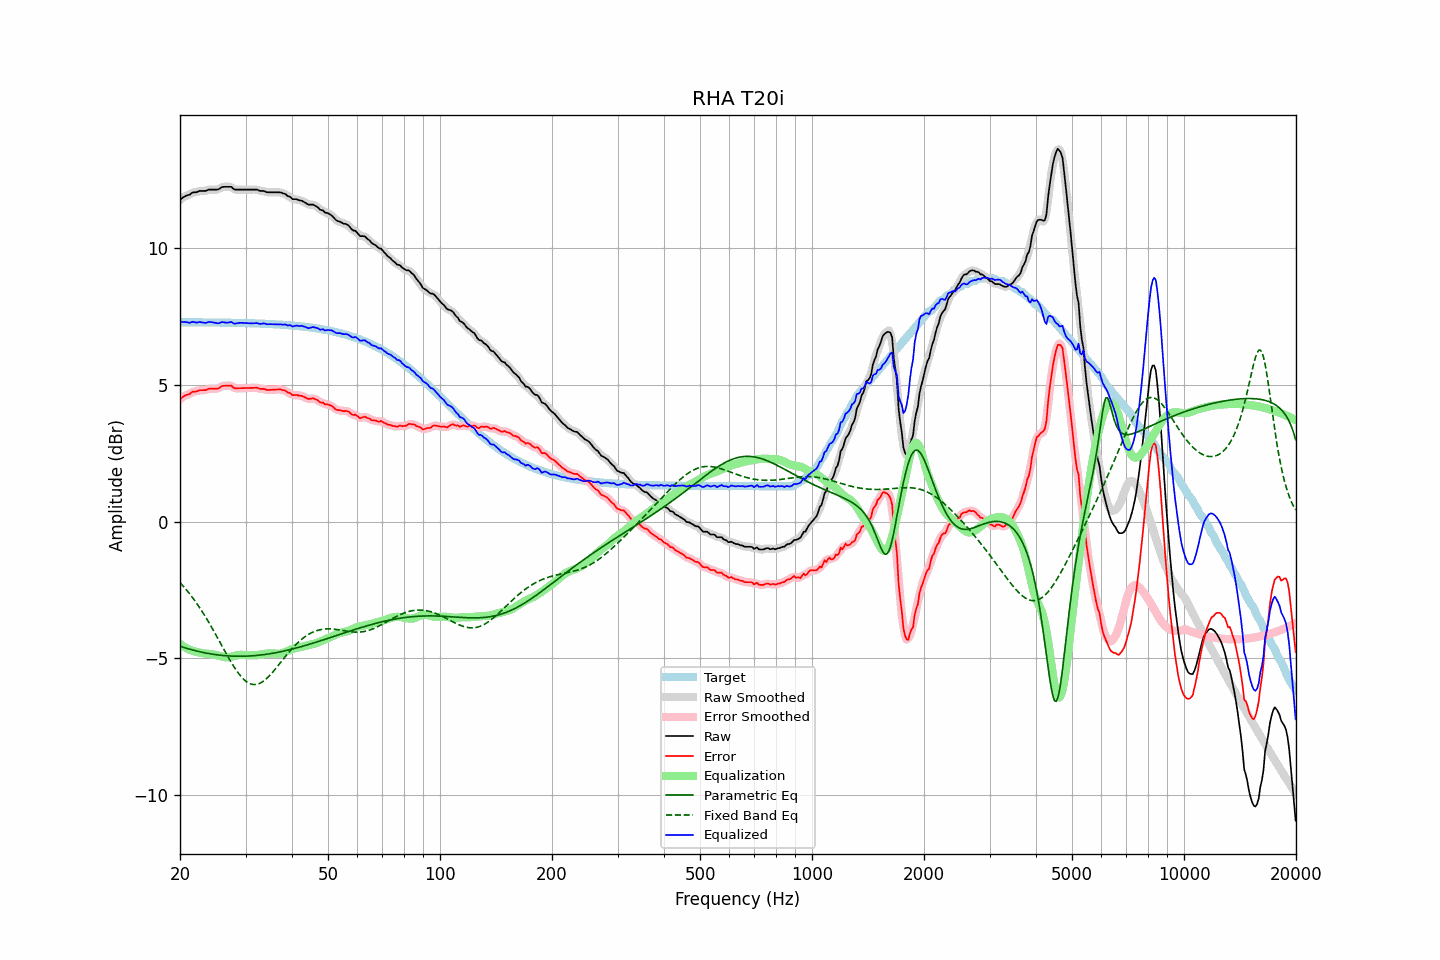 RHA T20i
Amplitude (dBr)
10
5
0
−5
−10
20
50
100
200
500
1000
2000
5000
10000
20000
Frequency (Hz)
Target
Raw Smoothed
Error Smoothed
Raw
Error
Equalization
Parametric Eq
Fixed Band Eq
Equalized